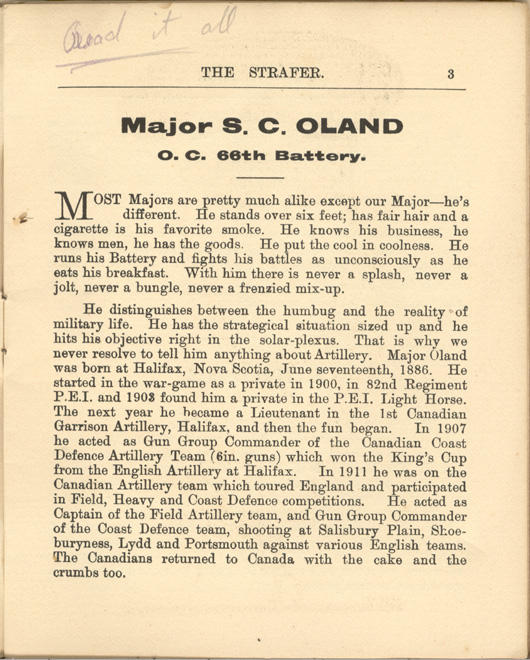 Read it all
THE STRAFER.
3
Major S. C. OLAND
O. C. 66th Battery.
MOST Majors are pretty much alike except our Major—he's
different. He stands over six feet; has fair hair and a
cigarette is his favorite smoke. He knows his business, he
knows men, he has the goods. He put the cool in coolness. He
runs his Battery and fights his battles as unconsciously as he
eats his breakfast. With him there is never a splash, never a
jolt, never a bungle, never a frenzied mix-up.
He distinguishes between the humbug and the reality of
military life. He has the strategical situation sized up and he
hits his objective right in the solar-plexus. That is why we
never resolve to tell him anything about Artillery. Major Oland
was born at Halifax, Nova Scotia, June seventeenth, 1886. He
started in the war-game as a private in 1900, in 82nd Regiment
P.E.I. and 1903 found him a private in the P.E.I. Light Horse.
The next year he became a Lieutenant in the 1st Canadian
Garrison Artillery, Halifax, and then the fun began. In 1907
he acted as Gun Group Commander of the Canadian Coast
Defence Artillery Team (6in. guns) which won the King's Cup
from the English Artillery at Halifax. In 1911 he was on the
Canadian Artillery team which toured England and participated
in Field, Heavy and Coast Defence competitions. He acted as
Captain of the Field Artillery team, and Gun Group Commander
of the Coast Defence team, shooting at Salisbury Plain, Shoe-
buryness, Lydd and Portsmouth against various English teams.
The Canadians returned to Canada with the cake and the
crumbs too.